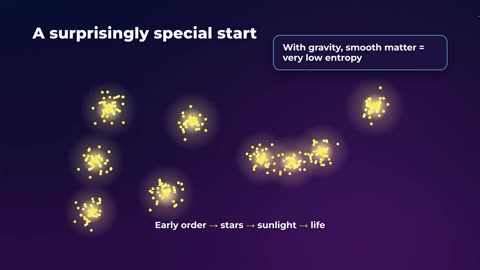 A surprisingly special start
With gravity, smooth matter =
very low entropy
Early order → stars → sunlight → life